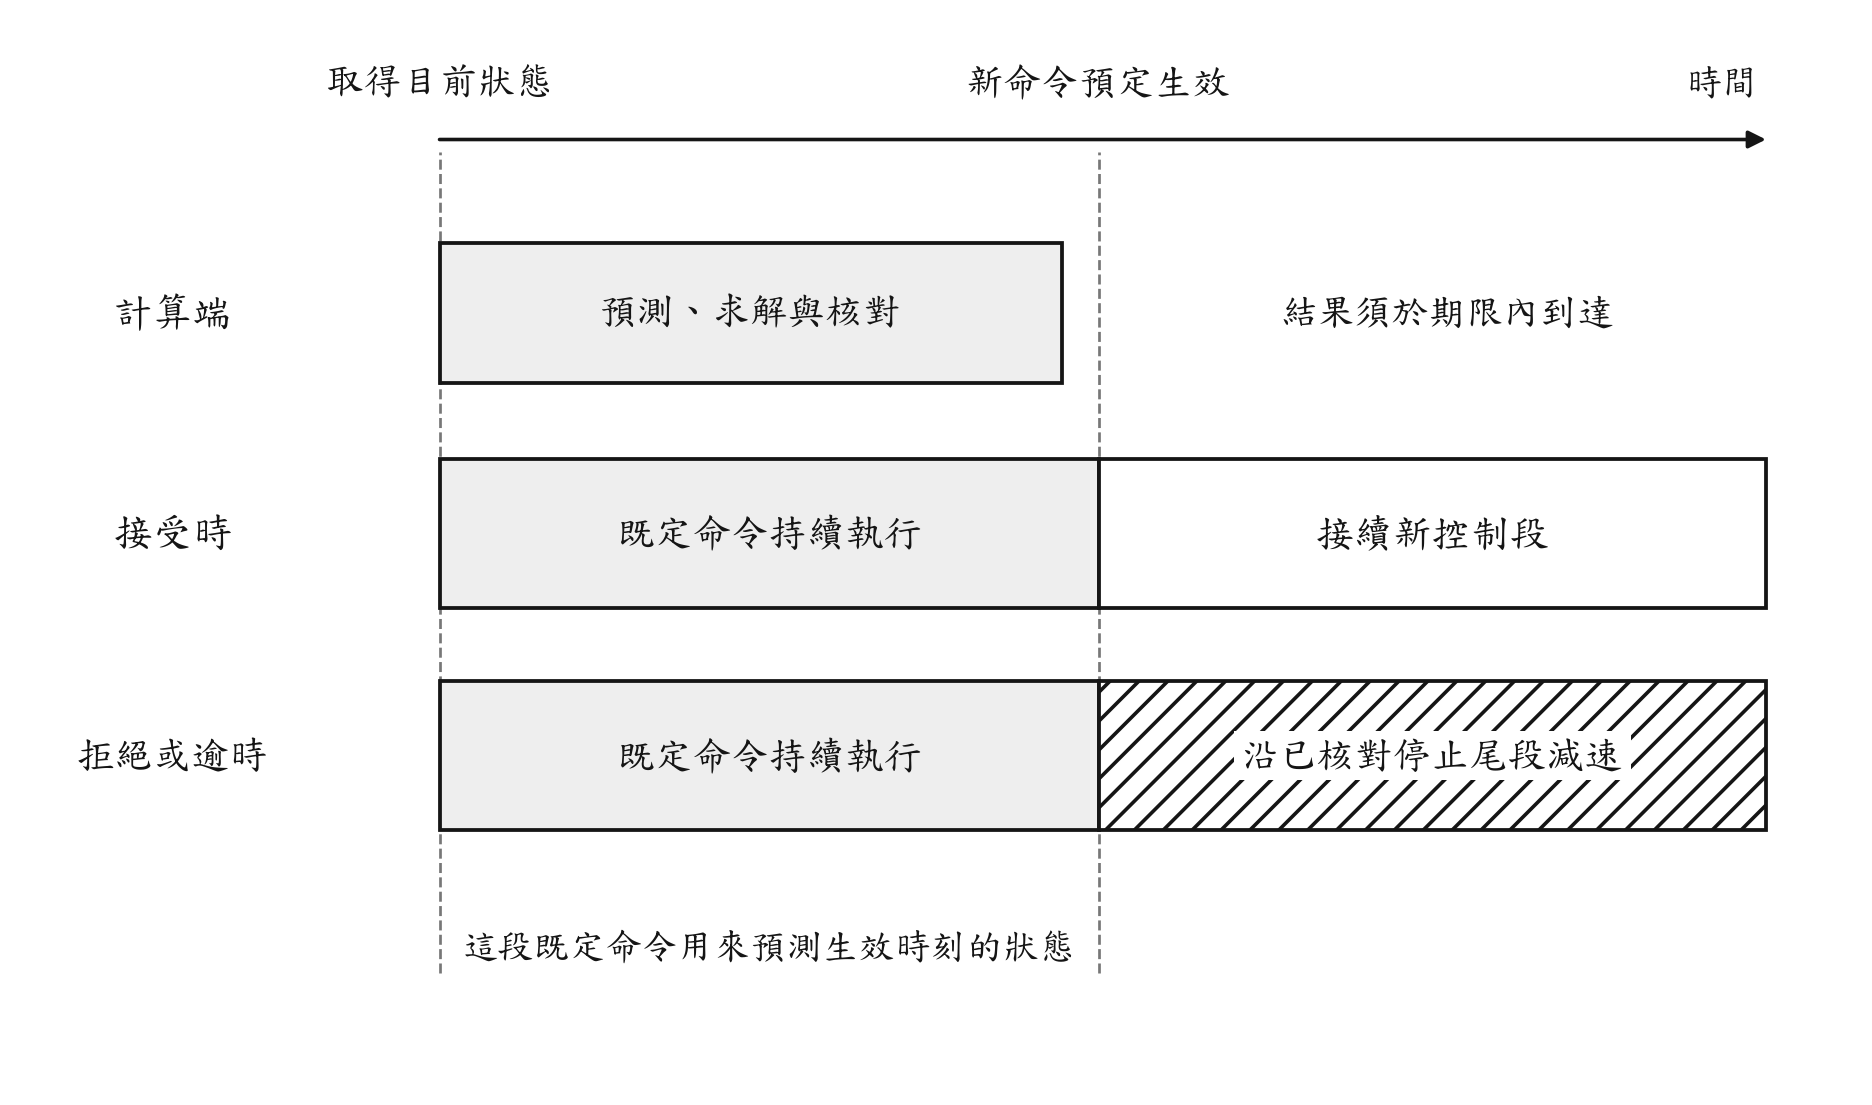 取得目前狀態
新命令預定生效
時間
計算端
預測、求解與核對
結果須於期限內到達
接受時
既定命令持續執行
接續新控制段
拒絕或逾時
既定命令持續執行
沿已核對停止尾段減速
這段既定命令用來預測生效時刻的狀態